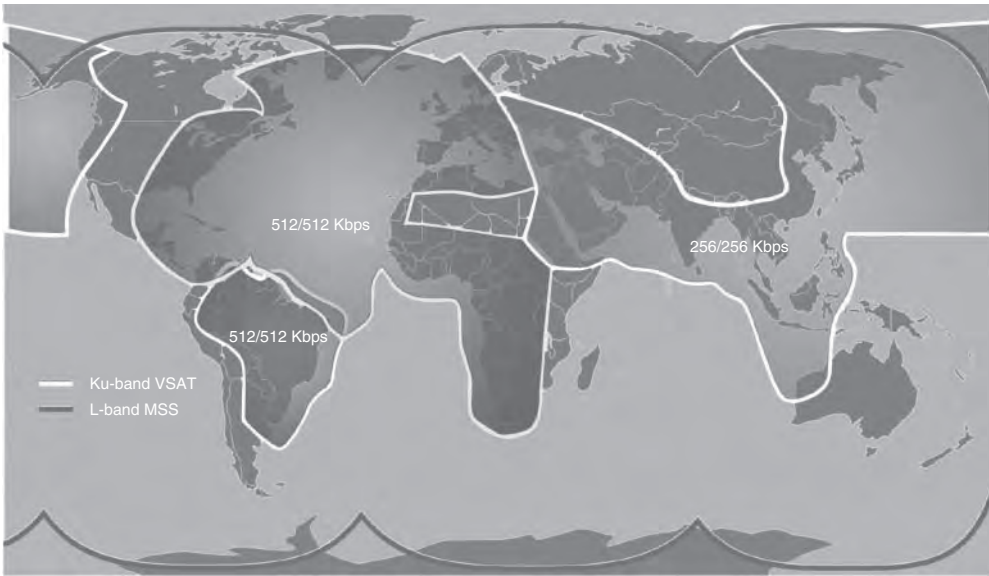 512/512 Kbps
256/256 Kbps
512/512 Kbps
Ku-band VSAT
L-band MSS